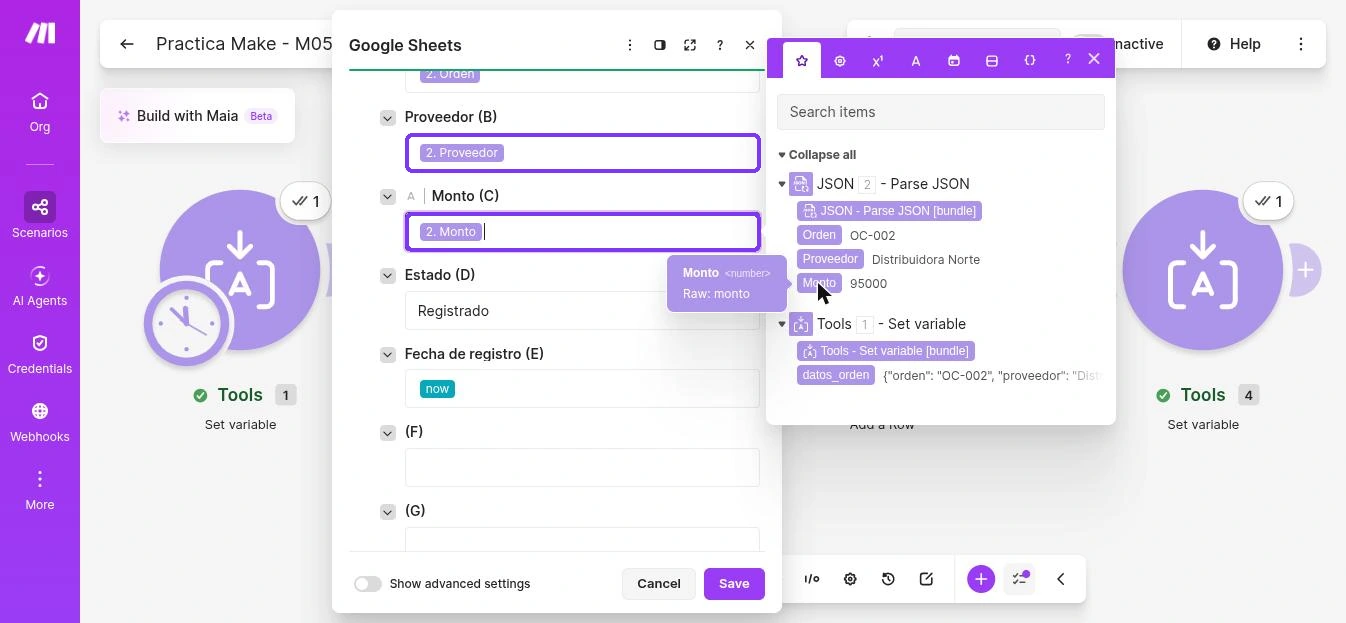 Practica Make - M05
Google Sheets
?
nactive
Help
Build with Maia Beta
Org
Scenarios
AI Agents
Credentials
Webhooks
More
2. Orden
Proveedor (B)
2. Proveedor
A | Monto (C)
2. Monto
Estado (D)
Registrado
Fecha de registro (E)
now
(F)
(G)
Show advanced settings
Cancel
Save
?
Search items
Collapse all
JSON 2 - Parse JSON
JSON - Parse JSON [bundle]
Orden OC-002
Proveedor Distribuidora Norte
Monto 95000
Monto <number>
Raw: monto
Tools 1 - Set variable
Tools - Set variable [bundle]
datos_orden {"orden": "OC-002", "proveedor": "Dist
1
Tools 1
Set variable
Add a Row
1
Tools 4
Set variable